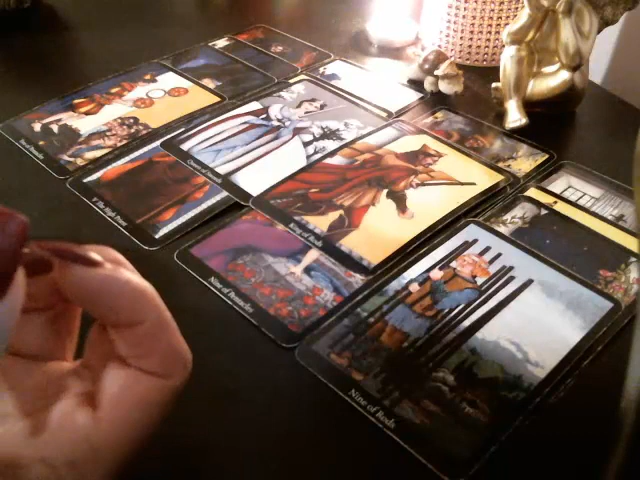 V The High Priest
Queen of Swords
King of Rods
Nine of Pentacles
Nine of Rods